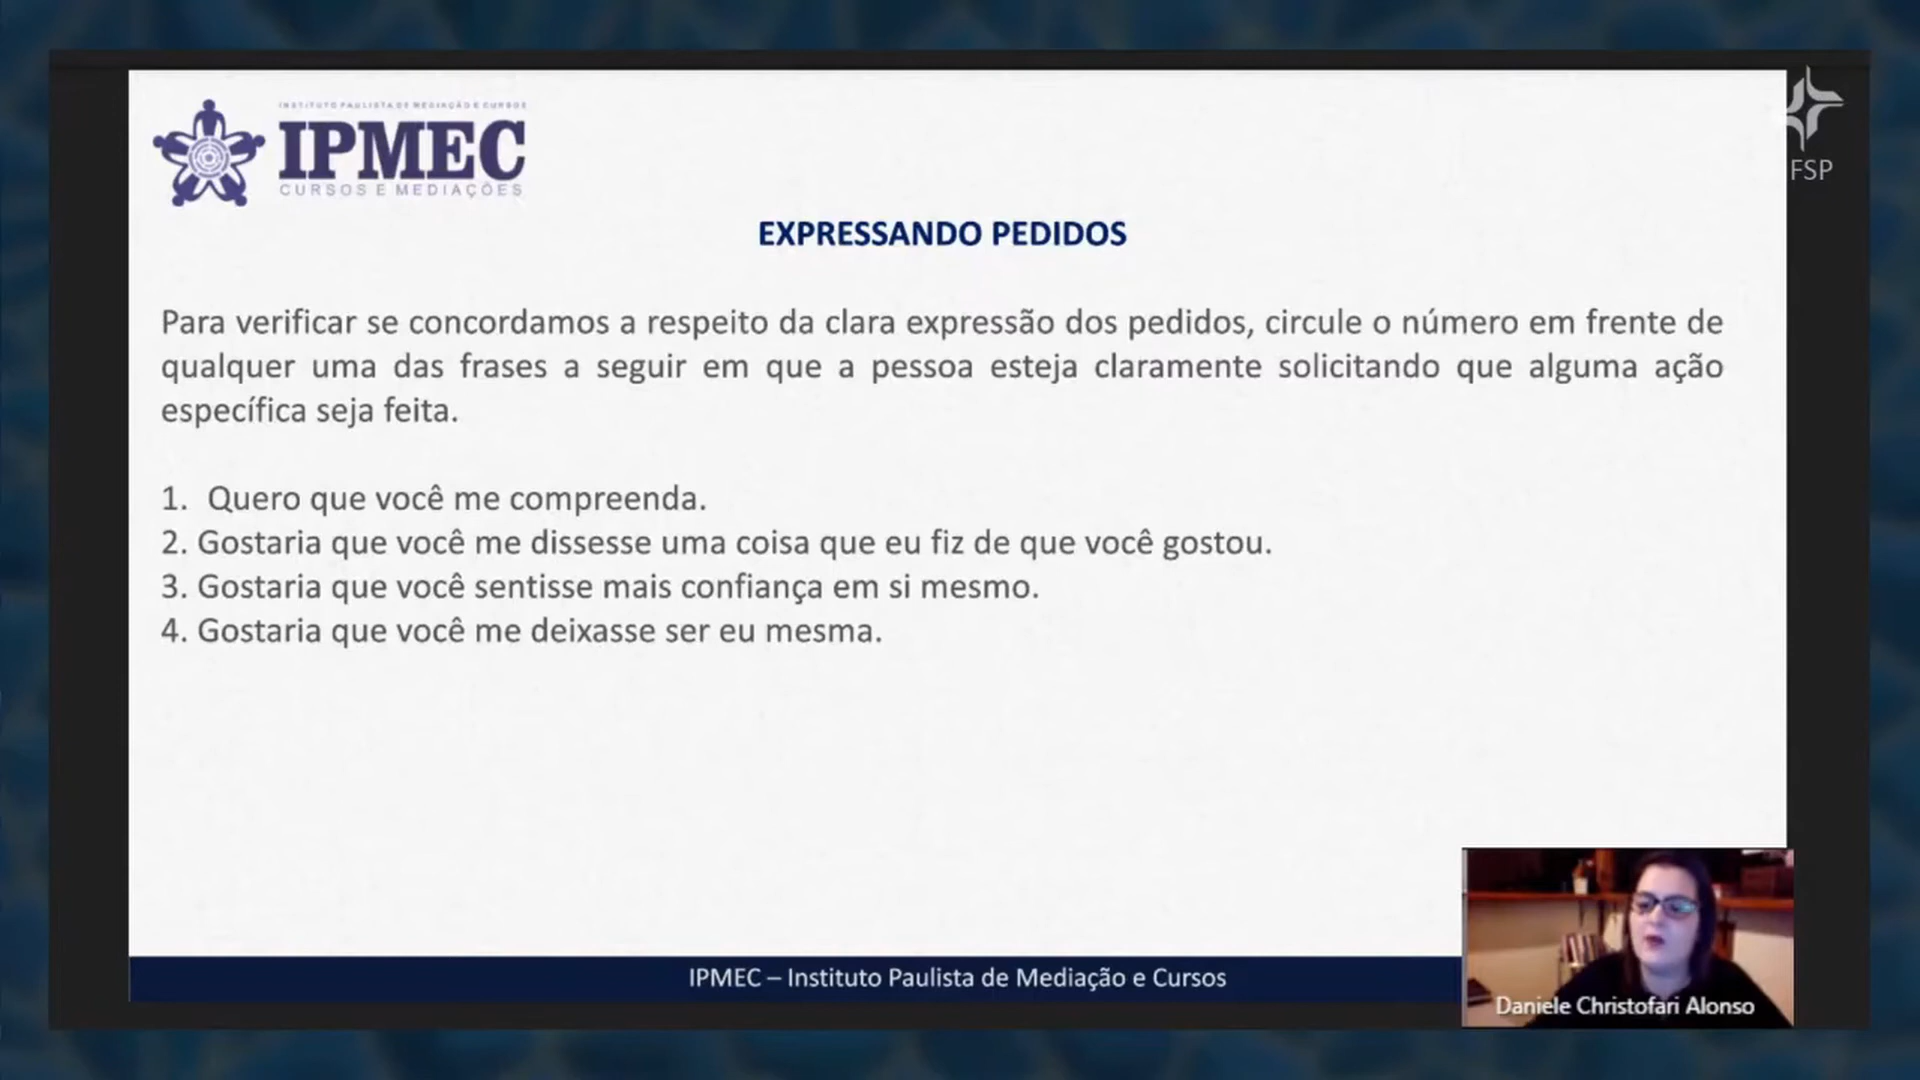 INSTITUTO PAULISTA DE MEDIAÇÃO E CURSOS
IPMEC
CURSOS E MEDIAÇÕES
FSP
EXPRESSANDO PEDIDOS
Para verificar se concordamos a respeito da clara expressão dos pedidos, circule o número em frente de
qualquer uma das frases a seguir em que a pessoa esteja claramente solicitando que alguma ação
específica seja feita.
1. Quero que você me compreenda.
2. Gostaria que você me dissesse uma coisa que eu fiz de que você gostou.
3. Gostaria que você sentisse mais confiança em si mesmo.
4. Gostaria que você me deixasse ser eu mesma.
IPMEC – Instituto Paulista de Mediação e Cursos
Daniele Christofari Alonso